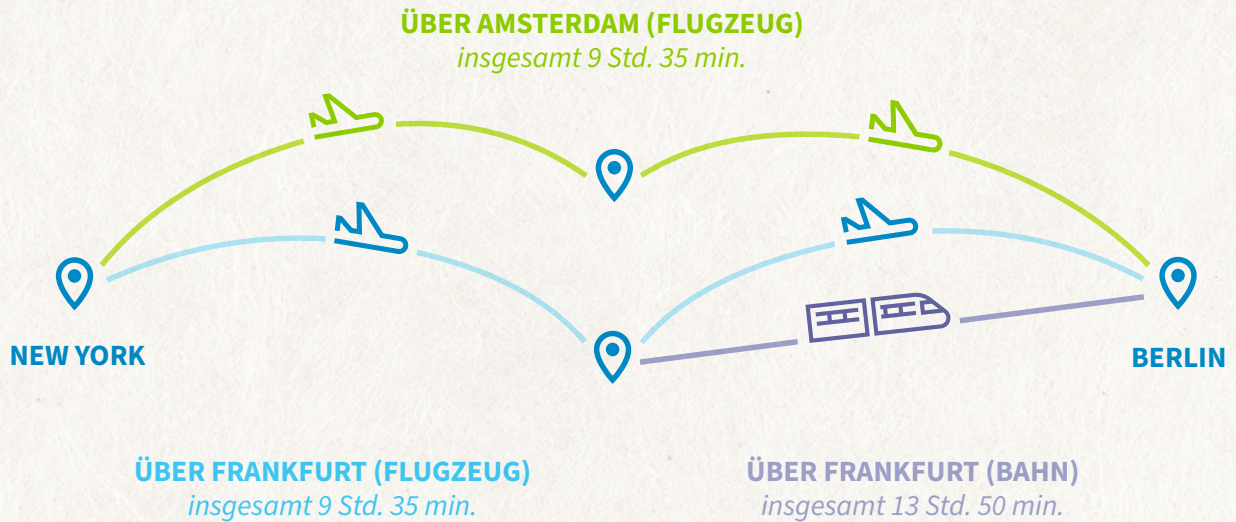 ÜBER AMSTERDAM (FLUGZEUG)
insgesamt 9 Std. 35 min.
NEW YORK
BERLIN
ÜBER FRANKFURT (FLUGZEUG)
insgesamt 9 Std. 35 min.
ÜBER FRANKFURT (BAHN)
insgesamt 13 Std. 50 min.